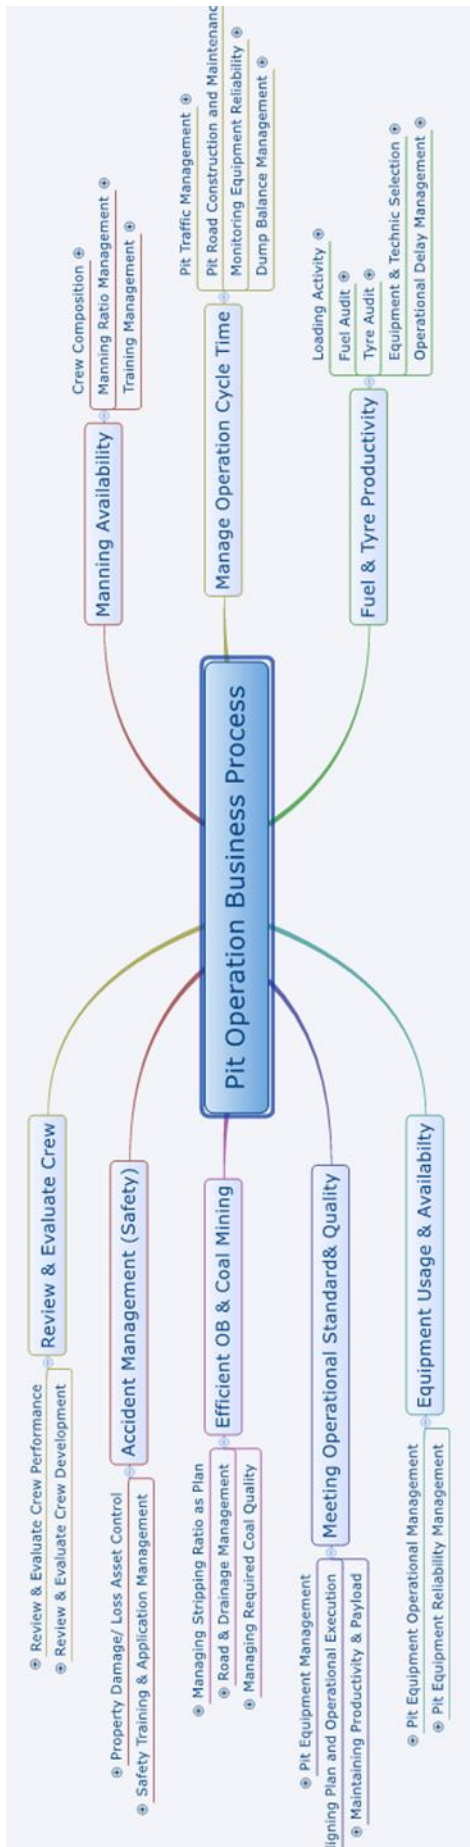 Pit Operation Business Process
Manning Availability
Crew Composition
Manning Ratio Management
Training Management
Manage Operation Cycle Time
Pit Traffic Management
Pit Road Construction and Maintenanc
Monitoring Equipment Reliability
Dump Balance Management
Fuel & Tyre Productivity
Loading Activity
Fuel Audit
Tyre Audit
Equipment & Technic Selection
Operational Delay Management
Review & Evaluate Crew
Review & Evaluate Crew Performance
Review & Evaluate Crew Development
Accident Management (Safety)
Property Damage/ Loss Asset Control
Safety Training & Application Management
Efficient OB & Coal Mining
Managing Stripping Ratio as Plan
Road & Drainage Management
Managing Required Coal Quality
Meeting Operational Standard& Quality
Pit Equipment Management
ligning Plan and Operational Execution
Maintaining Productivity & Payload
Equipment Usage & Availabilty
Pit Equipment Operational Management
Pit Equipment Reliability Management